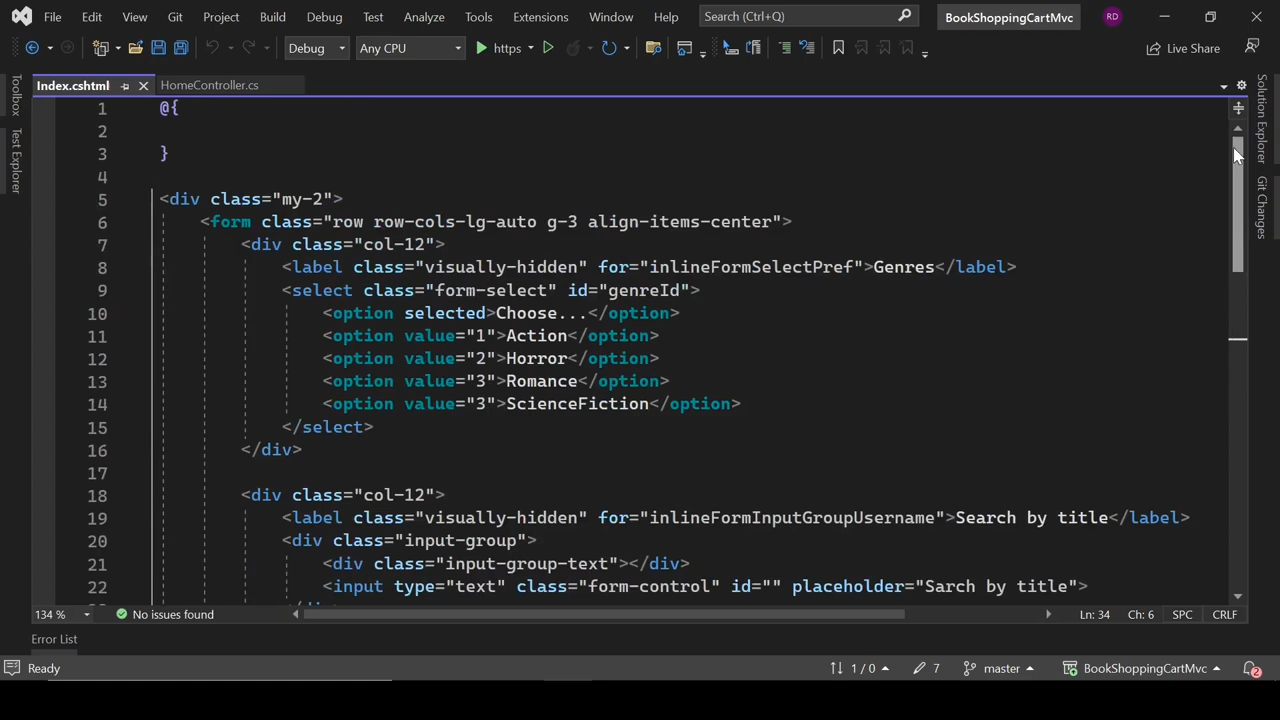 File Edit View Git Project Build Debug Test Analyze Tools Extensions Window Help Search (Ctrl+Q) BookShoppingCartMvc RD
Debug Any CPU https Live Share
Toolbox
Test Explorer
Index.cshtml HomeController.cs
Solution Explorer
Git Changes
1 @{
2
3 }
4
5 <div class="my-2">
6 <form class="row row-cols-lg-auto g-3 align-items-center">
7 <div class="col-12">
8 <label class="visually-hidden" for="inlineFormSelectPref">Genres</label>
9 <select class="form-select" id="genreId">
10 <option selected>Choose...</option>
11 <option value="1">Action</option>
12 <option value="2">Horror</option>
13 <option value="3">Romance</option>
14 <option value="3">ScienceFiction</option>
15 </select>
16 </div>
17
18 <div class="col-12">
19 <label class="visually-hidden" for="inlineFormInputGroupUsername">Search by title</label>
20 <div class="input-group">
21 <div class="input-group-text"></div>
22 <input type="text" class="form-control" id="" placeholder="Sarch by title">
134 % No issues found Ln: 34 Ch: 6 SPC CRLF
Error List
Ready 1 / 0 7 master BookShoppingCartMvc 2